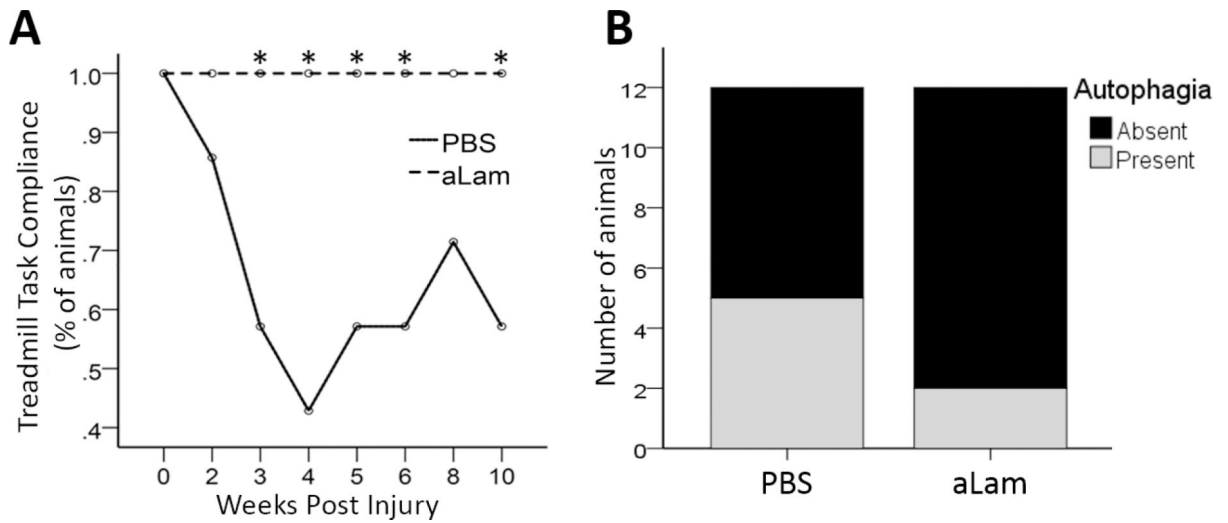 A
Treadmill Task Compliance
(% of animals)
1.0
.9
.8
.7
.6
.5
.4
* * * * *
PBS
aLam
0 2 3 4 5 6 8 10
Weeks Post Injury
B
Number of animals
12
10
8
6
4
2
0
PBS aLam
Autophagia
Absent
Present